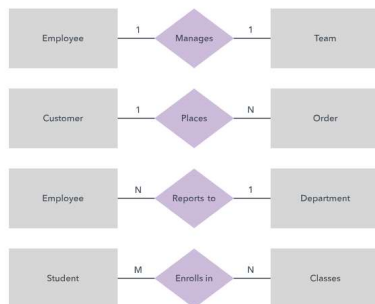 Employee 1 Manages 1 Team
Customer 1 Places N Order
Employee N Reports to 1 Department
Student M Enrolls in N Classes